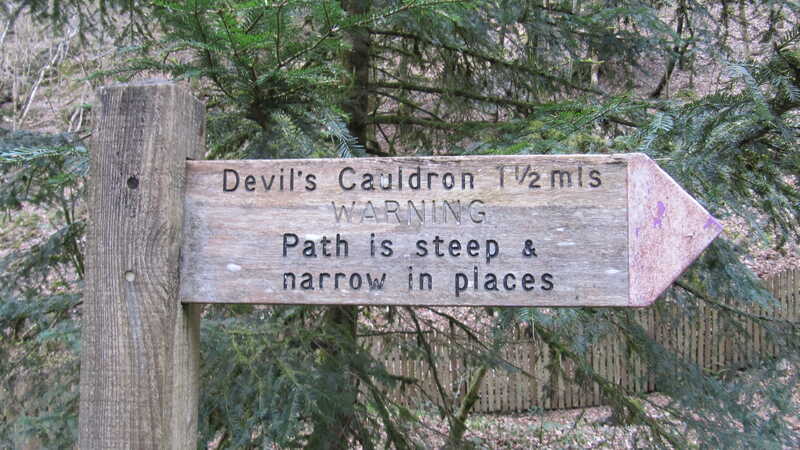 Devil's Cauldron 1½ mls
WARNING
Path is steep &
narrow in places